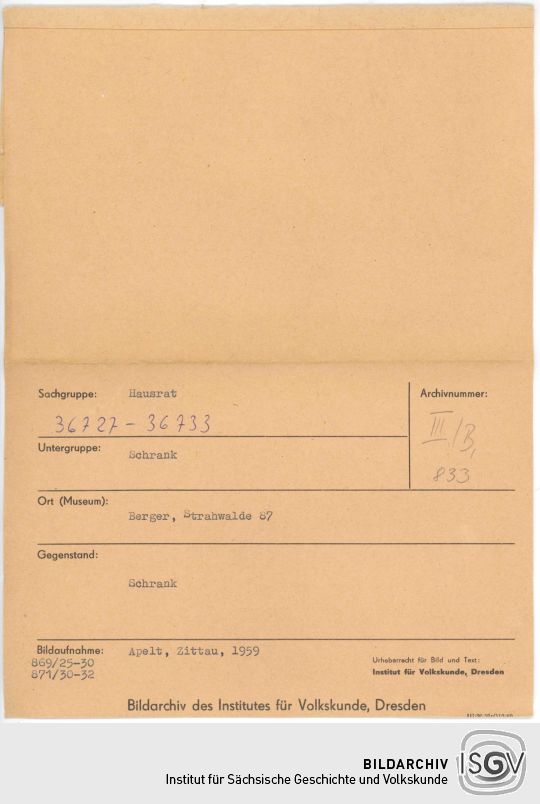 Sachgruppe: Hausrat
36727 - 36733
Archivnummer:
III/B,
833
Untergruppe: Schrank
Ort (Museum):
Berger, Strahwalde 87
Gegenstand:
Schrank
Bildaufnahme: Apelt, Zittau, 1959
869/25-30
871/30-32
Urheberrecht für Bild und Text:
Institut für Volkskunde, Dresden
Bildarchiv des Institutes für Volkskunde, Dresden
BILDARCHIV
Institut für Sächsische Geschichte und Volkskunde
ISGV